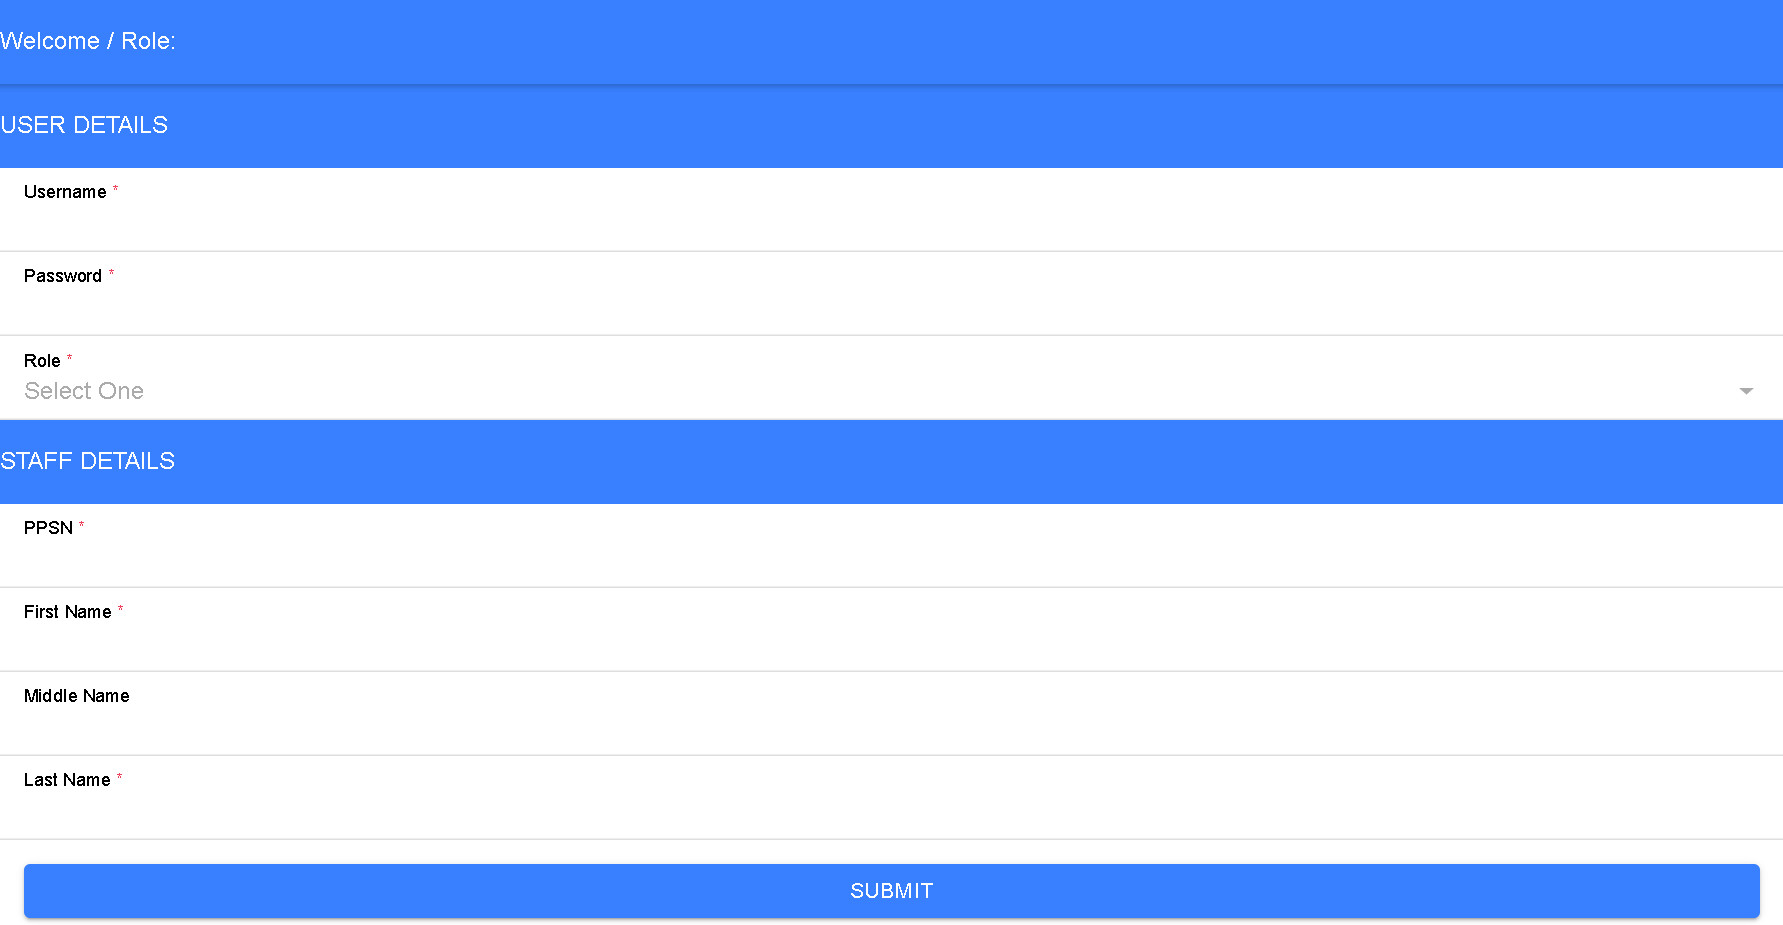 Welcome / Role:
USER DETAILS
Username *
Password *
Role *
Select One
STAFF DETAILS
PPSN *
First Name *
Middle Name
Last Name *
SUBMIT